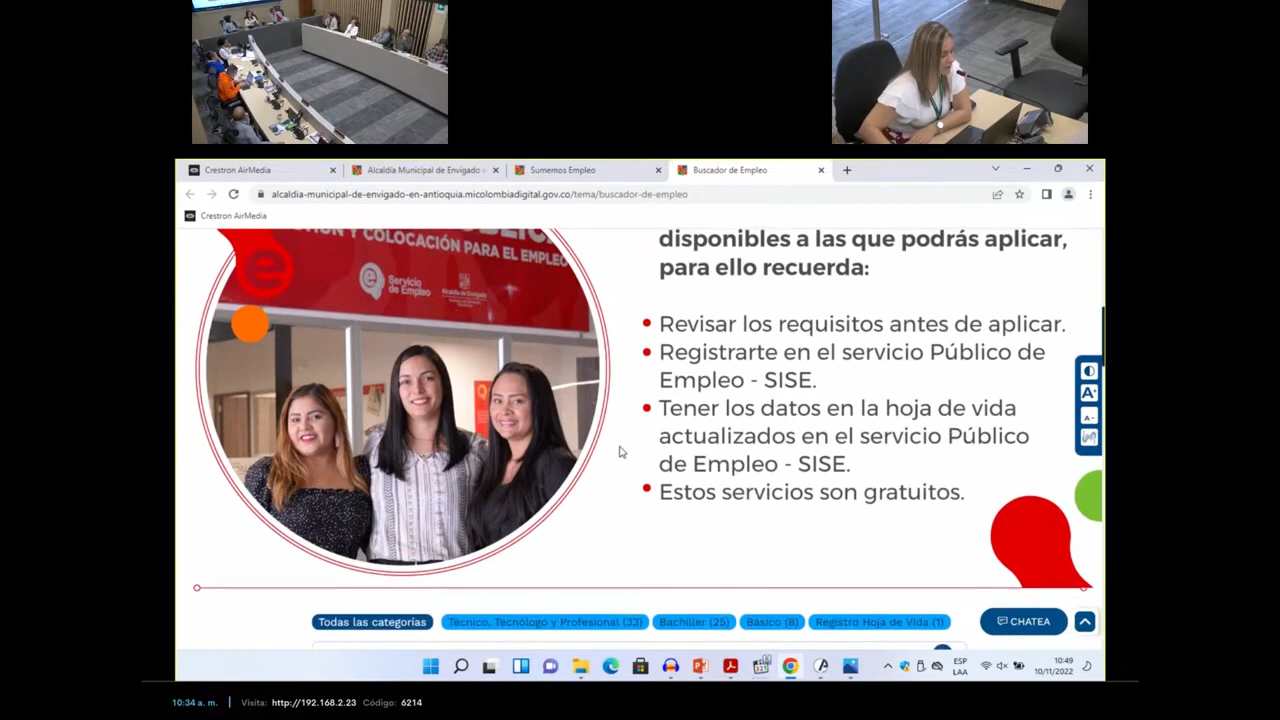 Crestron AirMedia
Alcaldía Municipal de Envigado
Sumemos Empleo
Buscador de Empleo
alcaldia-municipal-de-envigado-en-antioquia.micolombiadigital.gov.co/tema/buscador-de-empleo
Crestron AirMedia
Y COLOCACIÓN PARA EL EMPLEO
Servicio
de Empleo
Alcaldía de Envigado
disponibles a las que podrás aplicar,
para ello recuerda:
• Revisar los requisitos antes de aplicar.
• Registrarte en el servicio Público de
Empleo - SISE.
• Tener los datos en la hoja de vida
actualizados en el servicio Público
de Empleo - SISE.
• Estos servicios son gratuitos.
A+
A-
Todas las categorías
Técnico, Tecnólogo y Profesional (33)
Bachiller (25)
Básico (8)
Registro Hoja de Vida (1)
CHATEA
ESP
LAA
10:49
10/11/2022
10:34 a. m.
Visita: http://192.168.2.23 Código: 6214